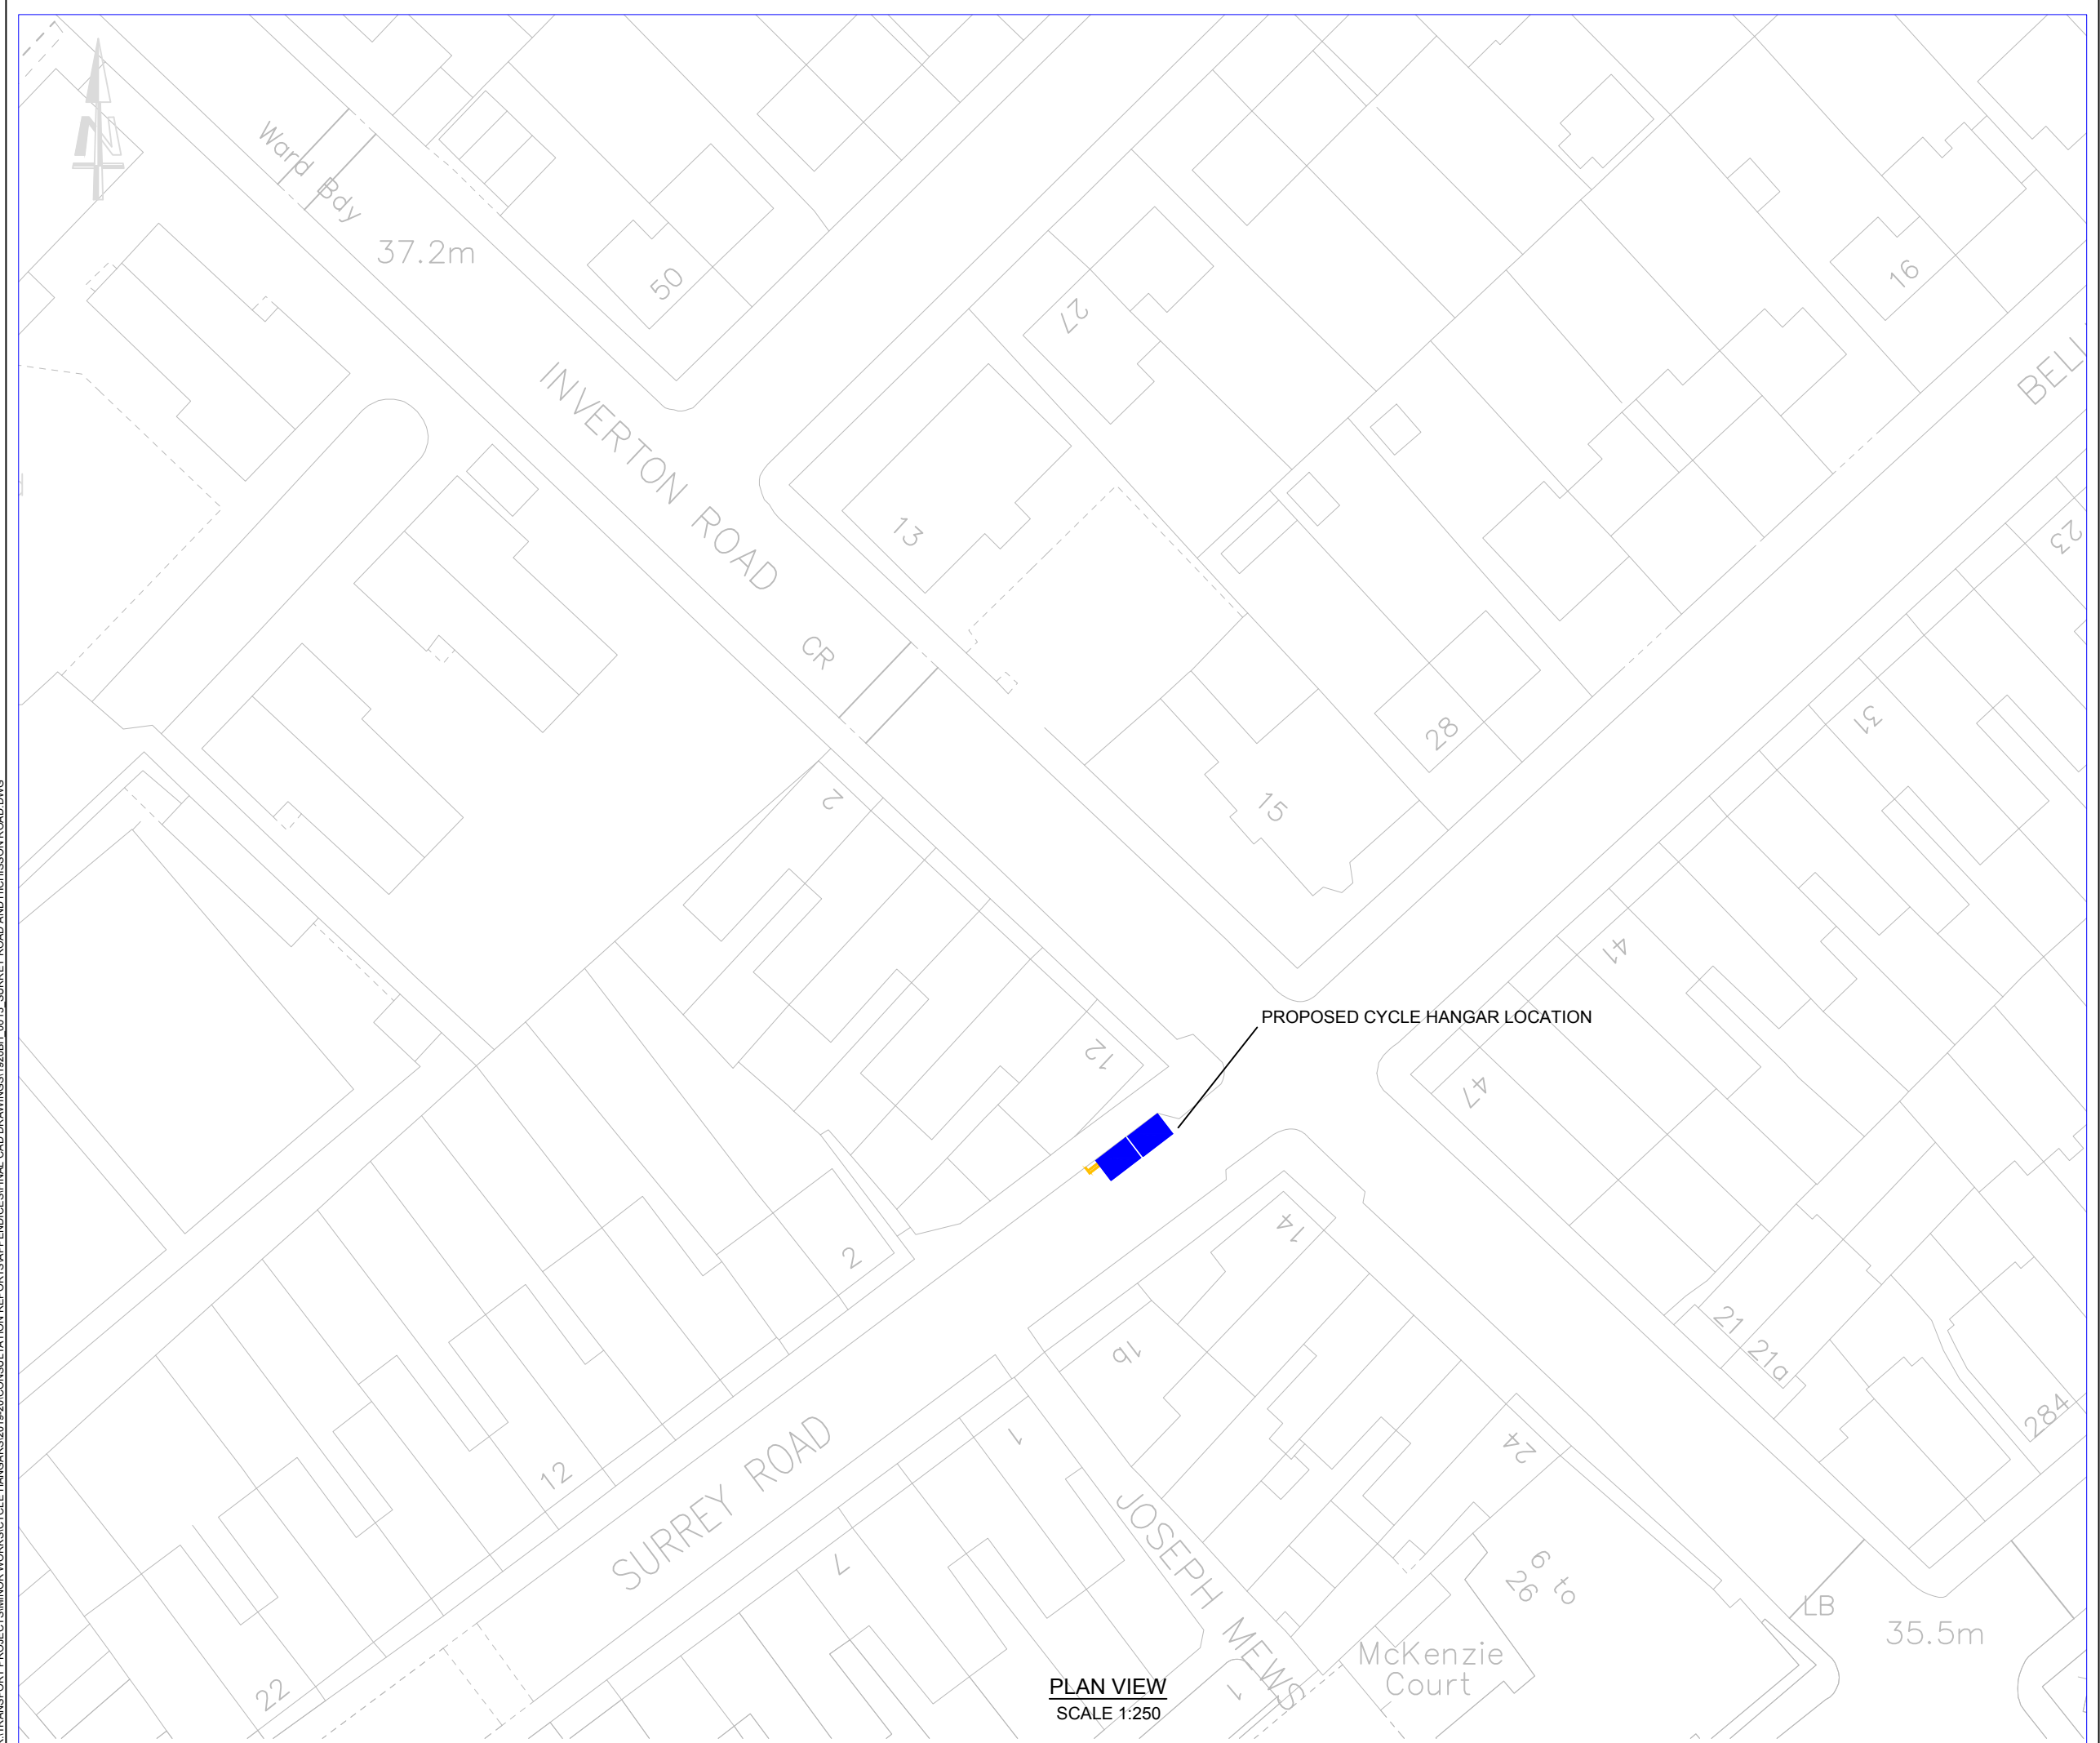 N
Ward Bdy
37.2m
50
27
16
INVERTON ROAD
BELL
13
23
CR
28
31
2
15
41
PROPOSED CYCLE HANGAR LOCATION
12
47
14
2
1b
21 21a
284
1
24
12
SURREY ROAD
7
JOSEPH MEWS
6 to
26
LB
35.5m
McKenzie
Court
22
1
PLAN VIEW
SCALE 1:250